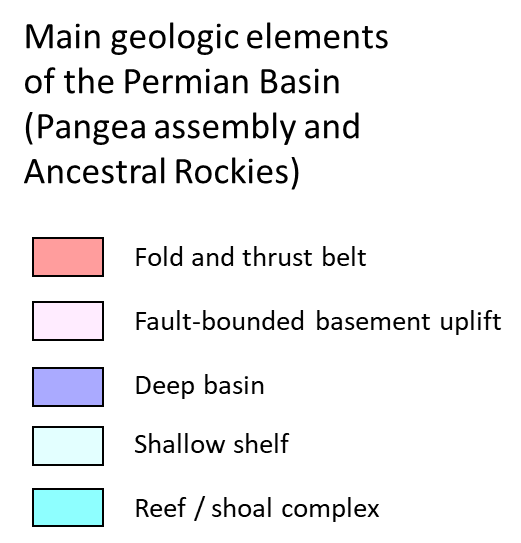 Main geologic elements
of the Permian Basin
(Pangea assembly and
Ancestral Rockies)
Fold and thrust belt
Fault-bounded basement uplift
Deep basin
Shallow shelf
Reef / shoal complex